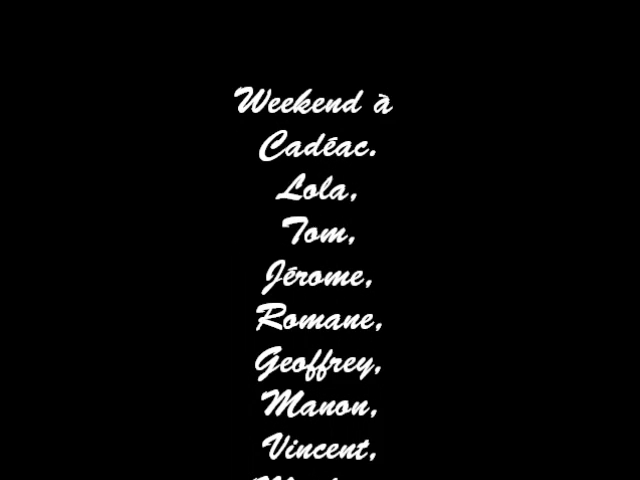 Weekend à
Cadéac.
Lola,
Tom,
Jérome,
Romane,
Geoffrey,
Manon,
Vincent,